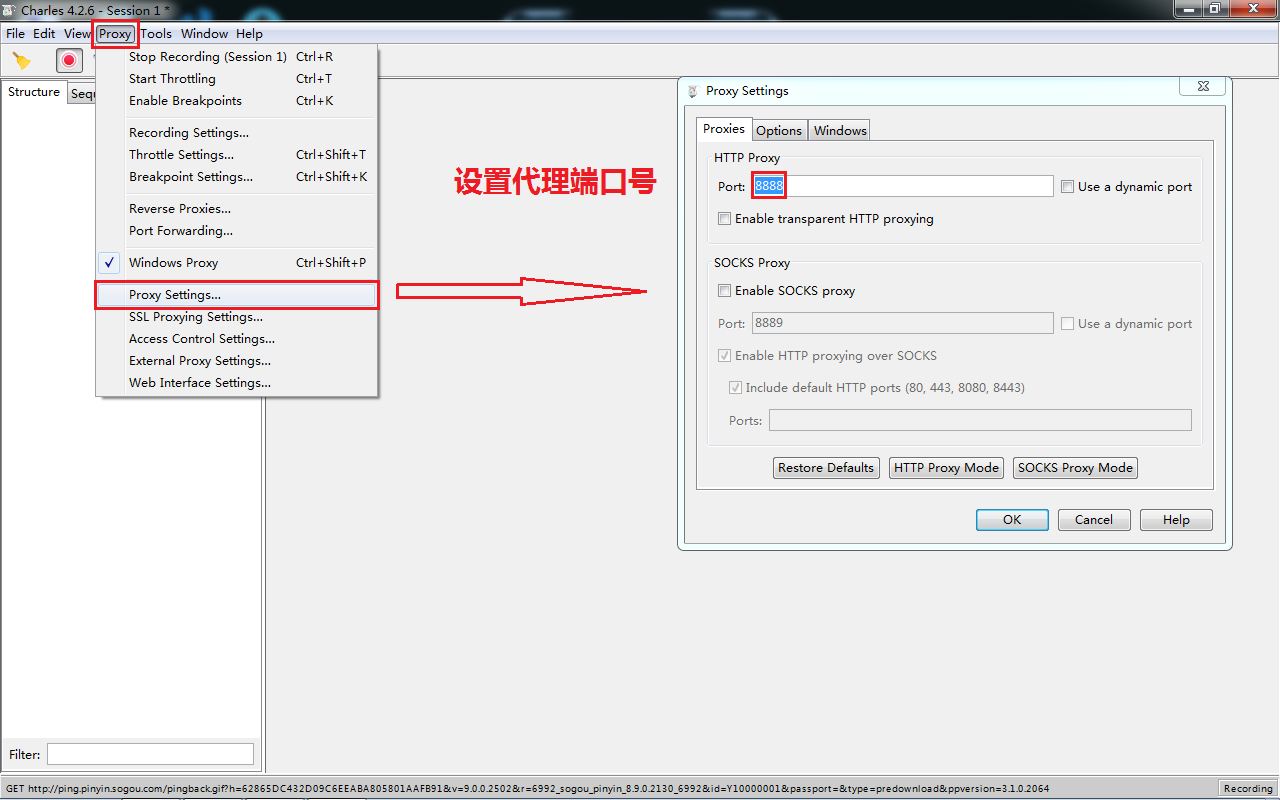 Charles 4.2.6 - Session 1 *
File Edit View Proxy Tools Window Help
Stop Recording (Session 1) Ctrl+R
Start Throttling Ctrl+T
Enable Breakpoints Ctrl+K
Recording Settings...
Throttle Settings... Ctrl+Shift+T
Breakpoint Settings... Ctrl+Shift+K
Reverse Proxies...
Port Forwarding...
Windows Proxy Ctrl+Shift+P
Proxy Settings...
SSL Proxying Settings...
Access Control Settings...
External Proxy Settings...
Web Interface Settings...
Structure Sequ
Filter:
设置代理端口号
Proxy Settings
Proxies Options Windows
HTTP Proxy
Port: 8888 Use a dynamic port
Enable transparent HTTP proxying
SOCKS Proxy
Enable SOCKS proxy
Port: 8889 Use a dynamic port
Enable HTTP proxying over SOCKS
Include default HTTP ports (80, 443, 8080, 8443)
Ports:
Restore Defaults HTTP Proxy Mode SOCKS Proxy Mode
OK Cancel Help
GET http://ping.pinyin.sogou.com/pingback.gif?h=62865DC432D09C6EEABA805801AAFB91&v=9.0.0.2502&r=6992_sogou_pinyin_8.9.0.2130_6992&id=Y10000001&passport=&type=predownload&ppversion=3.1.0.2064 Recording